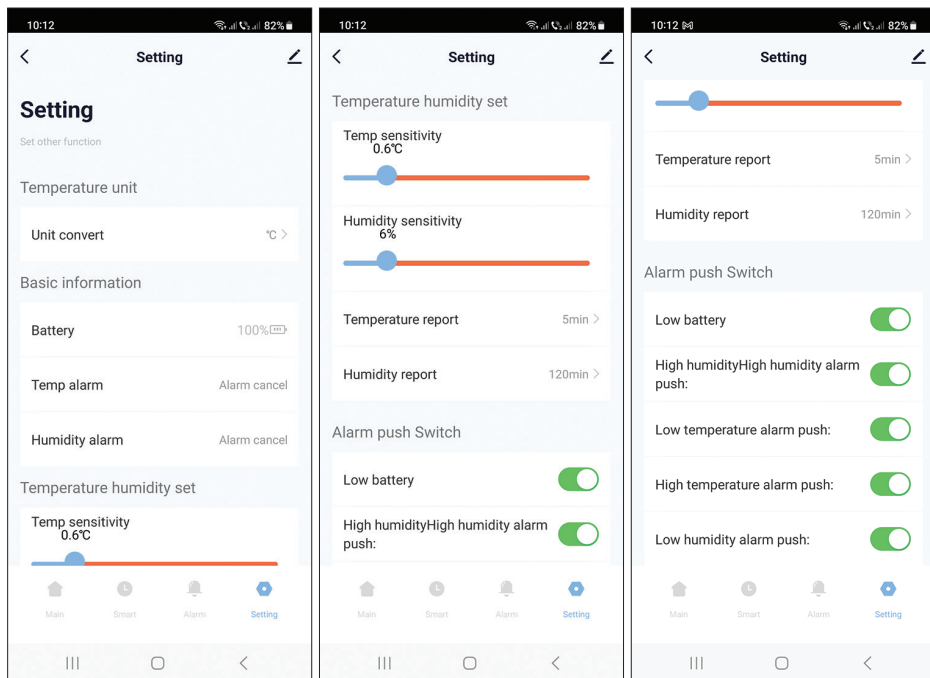 10:12
82%
Setting
Setting
Set other function
Temperature unit
Unit convert
℃
Basic information
Battery
100%
Temp alarm
Alarm cancel
Humidity alarm
Alarm cancel
Temperature humidity set
Temp sensitivity
0.6℃
Main
Smart
Alarm
Setting
10:12
82%
Setting
Temperature humidity set
Temp sensitivity
0.6℃
Humidity sensitivity
6%
Temperature report
5min
Humidity report
120min
Alarm push Switch
Low battery
High humidityHigh humidity alarm
push:
Main
Smart
Alarm
Setting
10:12
82%
Setting
Temperature report
5min
Humidity report
120min
Alarm push Switch
Low battery
High humidityHigh humidity alarm
push:
Low temperature alarm push:
High temperature alarm push:
Low humidity alarm push:
Main
Smart
Alarm
Setting